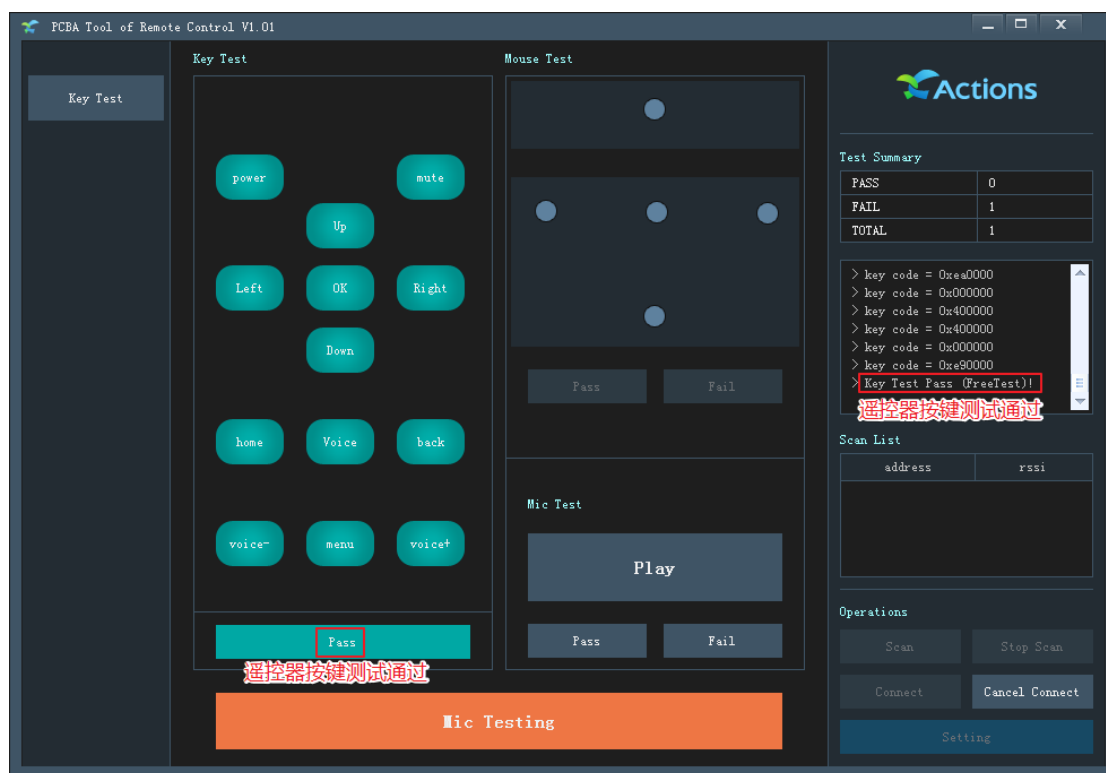 PCBA Tool of Remote Control V1.01
Key Test
Key Test
power
mute
Up
Left
OK
Right
Down
home
Voice
back
voice-
menu
voice+
Pass
遥控器按键测试通过
Mouse Test
Pass
Fail
Mic Test
Play
Pass
Fail
Mic Testing
Actions
Test Summary
PASS 0
FAIL 1
TOTAL 1
> key code = 0xea0000
> key code = 0x000000
> key code = 0x400000
> key code = 0x400000
> key code = 0x000000
> key code = 0xe90000
> Key Test Pass (FreeTest)!
遥控器按键测试通过
Scan List
address rssi
Operations
Scan
Stop Scan
Connect
Cancel Connect
Setting